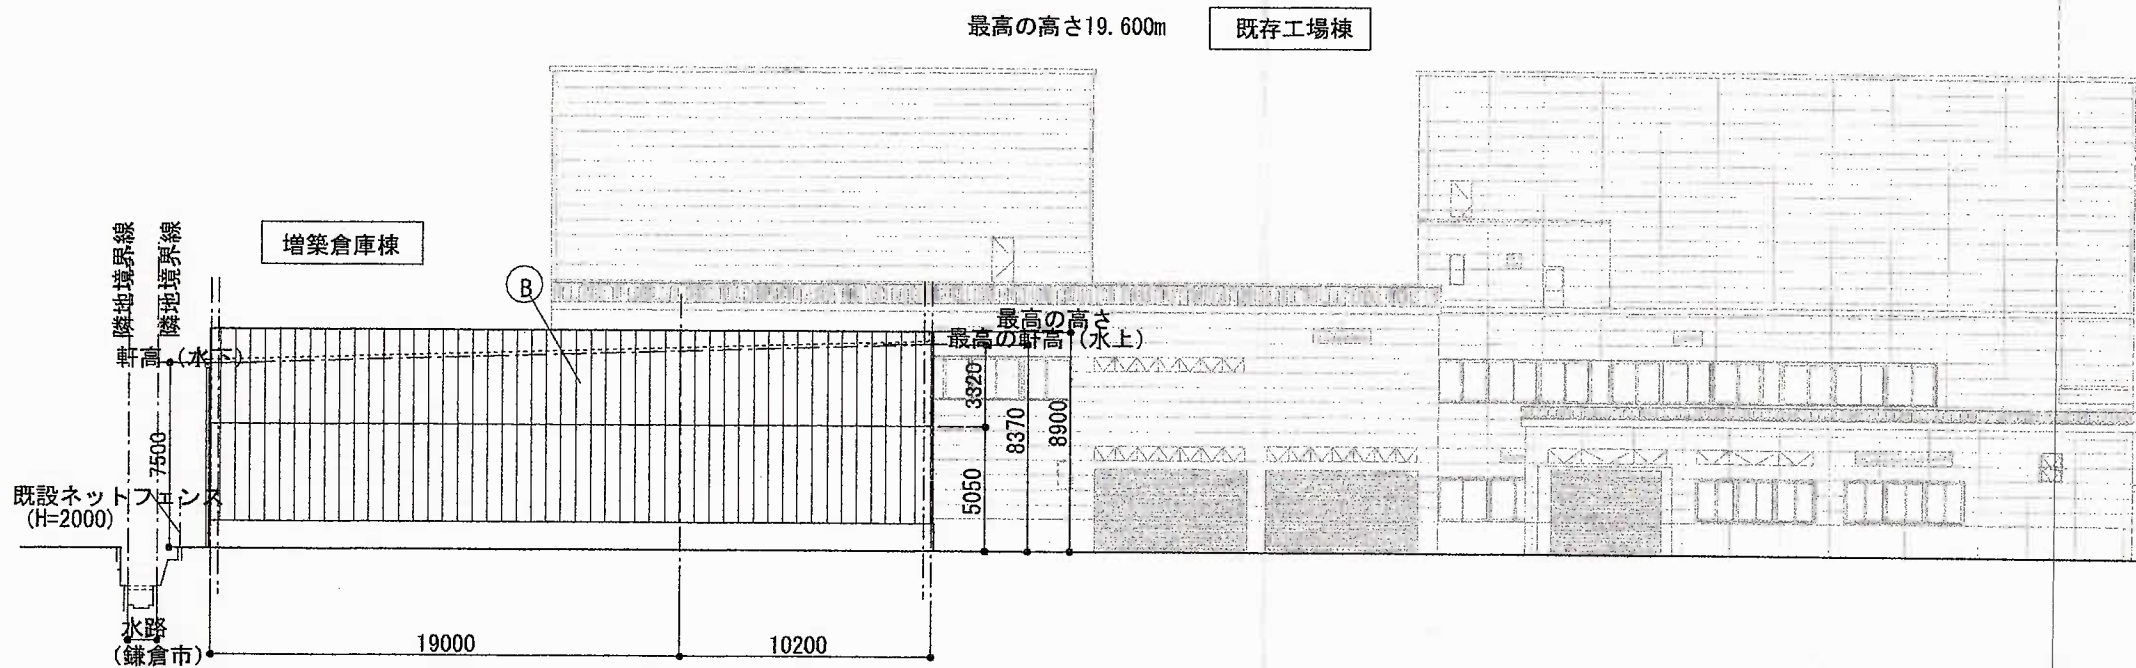 最高の高さ19.600m
既存工場棟
隣地境界線
隣地境界線
増築倉庫棟
B
最高の高さ
最高の軒高(水上)
軒高(水下)
3320
8370
8900
7500
5050
既設ネットフェンス
(H=2000)
水路
(鎌倉市)
19000
10200